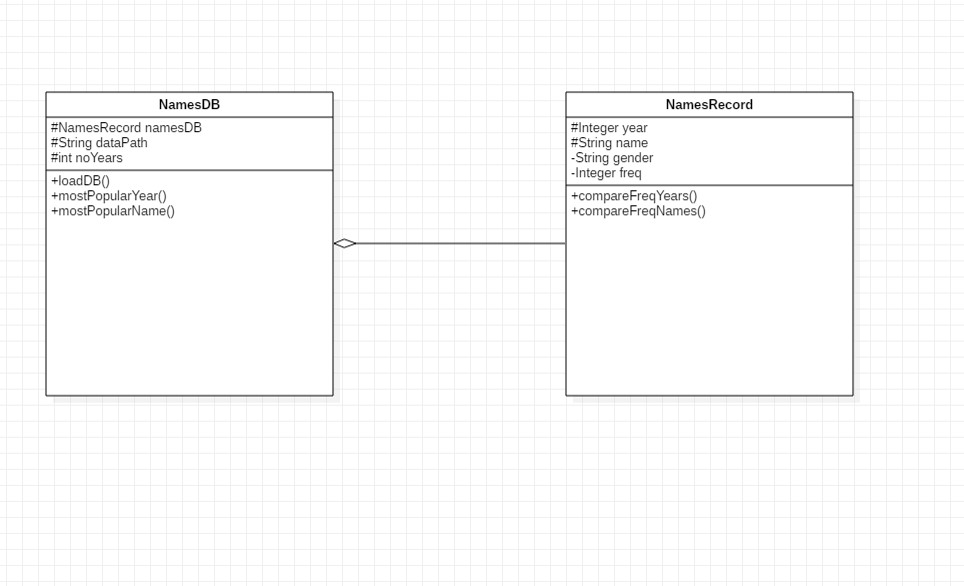 NamesDB
#NamesRecord namesDB
#String dataPath
#int noYears
+loadDB()
+mostPopularYear()
+mostPopularName()
NamesRecord
#Integer year
#String name
-String gender
-Integer freq
+compareFreqYears()
+compareFreqNames()